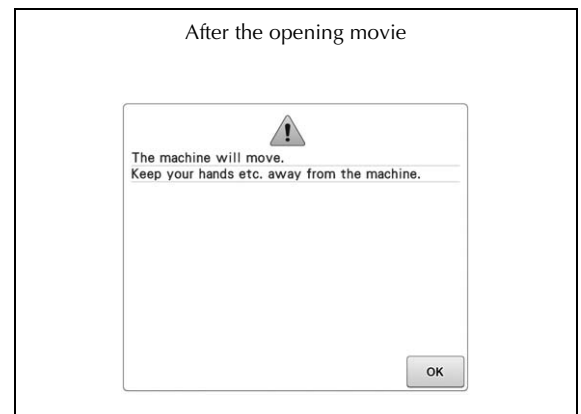 After the opening movie
The machine will move.
Keep your hands etc. away from the machine.
OK